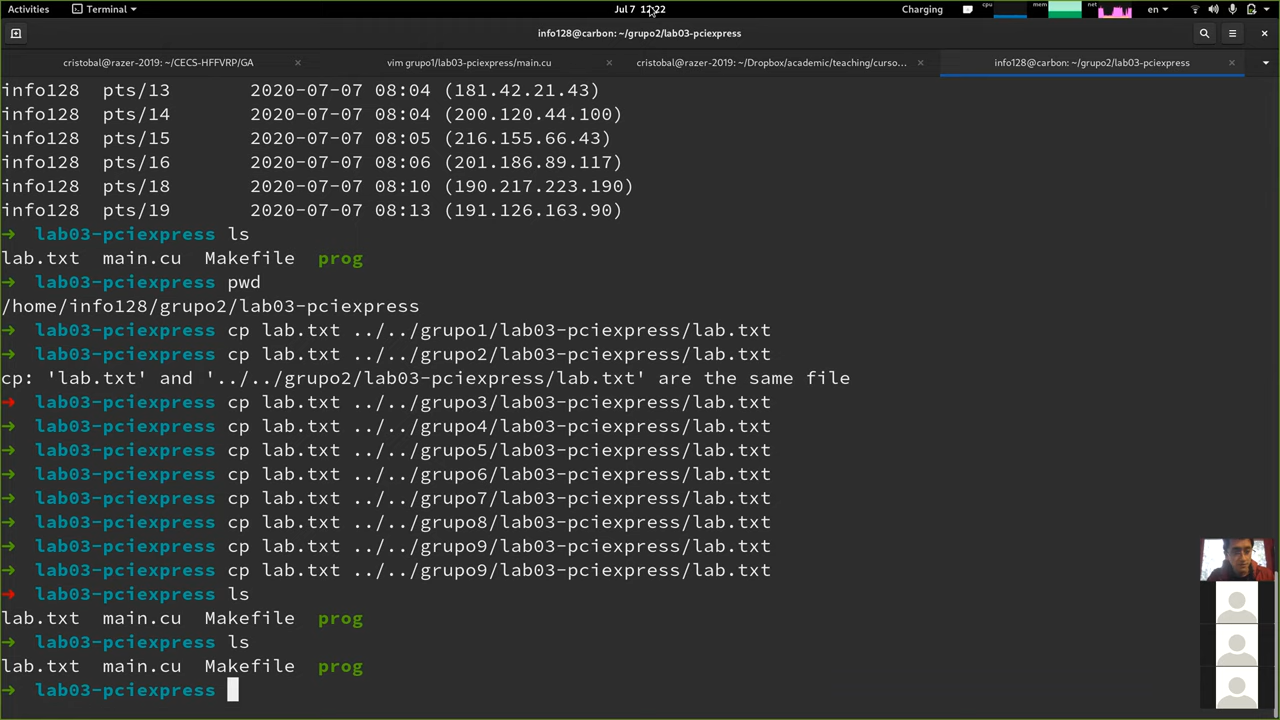 Activities Terminal Jul 7 12:22 Charging cpu mem net en
info128@carbon: ~/grupo2/lab03-pciexpress
cristobal@razer-2019: ~/CECS-HFFVRP/GA vim grupo1/lab03-pciexpress/main.cu cristobal@razer-2019: ~/Dropbox/academic/teaching/curso... info128@carbon: ~/grupo2/lab03-pciexpress
info128 pts/13 2020-07-07 08:04 (181.42.21.43)
info128 pts/14 2020-07-07 08:04 (200.120.44.100)
info128 pts/15 2020-07-07 08:05 (216.155.66.43)
info128 pts/16 2020-07-07 08:06 (201.186.89.117)
info128 pts/18 2020-07-07 08:10 (190.217.223.190)
info128 pts/19 2020-07-07 08:13 (191.126.163.90)
→ lab03-pciexpress ls
lab.txt main.cu Makefile prog
→ lab03-pciexpress pwd
/home/info128/grupo2/lab03-pciexpress
→ lab03-pciexpress cp lab.txt ../../grupo1/lab03-pciexpress/lab.txt
→ lab03-pciexpress cp lab.txt ../../grupo2/lab03-pciexpress/lab.txt
cp: 'lab.txt' and '../../grupo2/lab03-pciexpress/lab.txt' are the same file
→ lab03-pciexpress cp lab.txt ../../grupo3/lab03-pciexpress/lab.txt
→ lab03-pciexpress cp lab.txt ../../grupo4/lab03-pciexpress/lab.txt
→ lab03-pciexpress cp lab.txt ../../grupo5/lab03-pciexpress/lab.txt
→ lab03-pciexpress cp lab.txt ../../grupo6/lab03-pciexpress/lab.txt
→ lab03-pciexpress cp lab.txt ../../grupo7/lab03-pciexpress/lab.txt
→ lab03-pciexpress cp lab.txt ../../grupo8/lab03-pciexpress/lab.txt
→ lab03-pciexpress cp lab.txt ../../grupo9/lab03-pciexpress/lab.txt
→ lab03-pciexpress cp lab.txt ../../grupo9/lab03-pciexpress/lab.txt
→ lab03-pciexpress ls
lab.txt main.cu Makefile prog
→ lab03-pciexpress ls
lab.txt main.cu Makefile prog
→ lab03-pciexpress